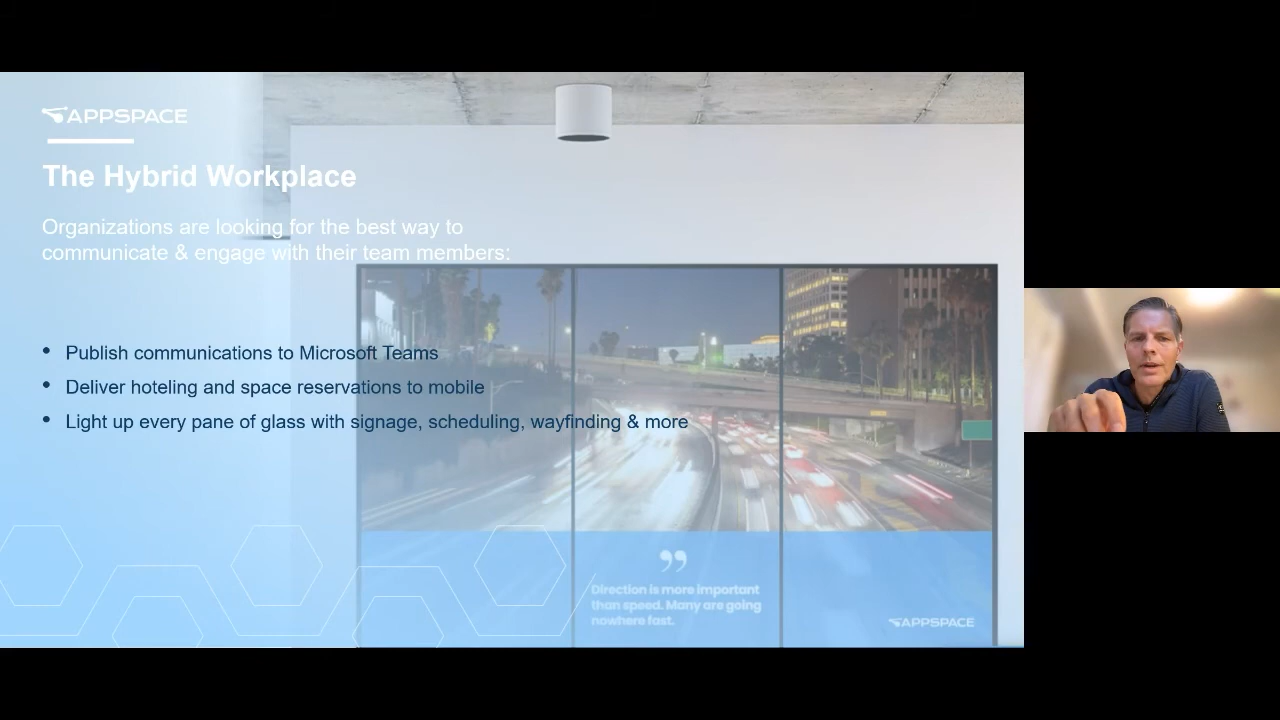 APPSPACE
The Hybrid Workplace
Organizations are looking for the best way to
communicate & engage with their team members:
• Publish communications to Microsoft Teams
• Deliver hoteling and space reservations to mobile
• Light up every pane of glass with signage, scheduling, wayfinding & more
”
Direction is more important
than speed. Many are going
nowhere fast.
APPSPACE